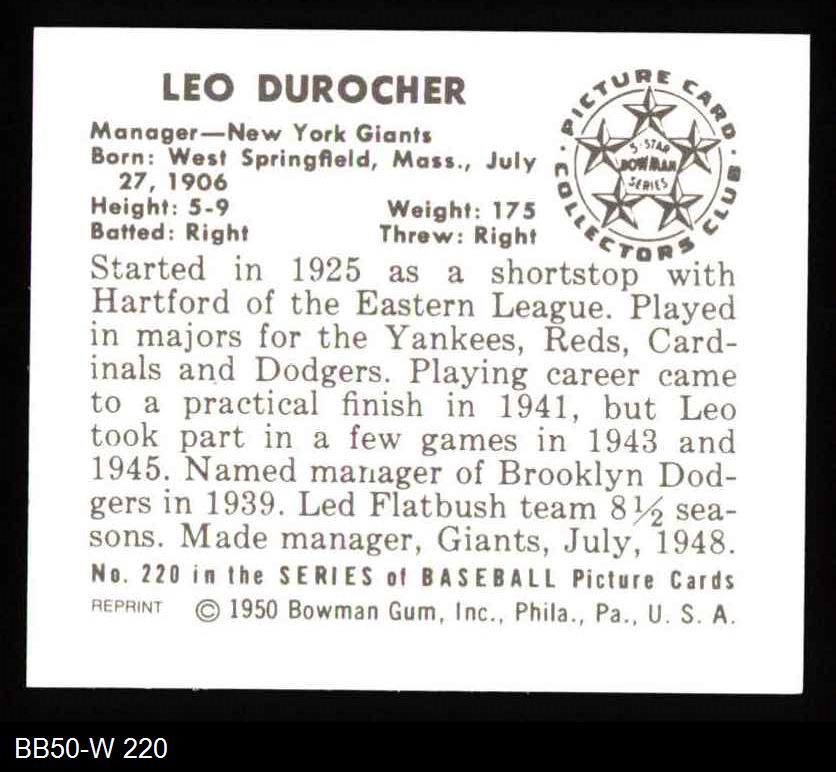 LEO DUROCHER
Manager—New York Giants
Born: West Springfield, Mass., July
27, 1906
Height: 5-9 Weight: 175
Batted: Right Threw: Right
PICTURE CARD
COLLECTORS CLUB
5-STAR
BOWMAN
SERIES
Started in 1925 as a shortstop with
Hartford of the Eastern League. Played
in majors for the Yankees, Reds, Card-
inals and Dodgers. Playing career came
to a practical finish in 1941, but Leo
took part in a few games in 1943 and
1945. Named manager of Brooklyn Dod-
gers in 1939. Led Flatbush team 8½ sea-
sons. Made manager, Giants, July, 1948.
No. 220 in the SERIES of BASEBALL Picture Cards
REPRINT © 1950 Bowman Gum, Inc., Phila., Pa., U. S. A.
BB50-W 220